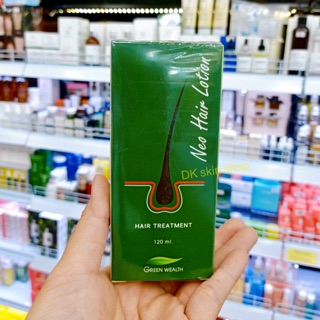 Neo Hair Lotion
DK skin
HAIR TREATMENT
120 ml
GREEN WEALTH